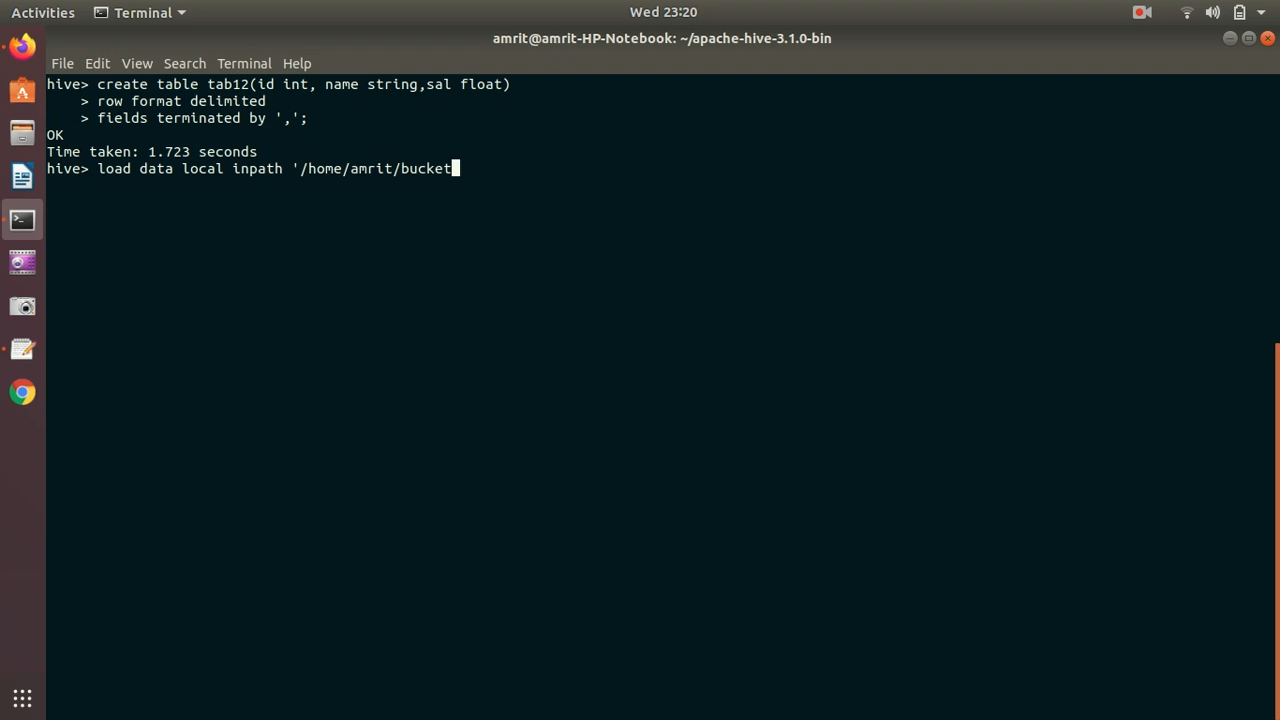 Activities Terminal Wed 23:20
amrit@amrit-HP-Notebook: ~/apache-hive-3.1.0-bin
File Edit View Search Terminal Help
hive> create table tab12(id int, name string,sal float)
    > row format delimited
    > fields terminated by ',';
OK
Time taken: 1.723 seconds
hive> load data local inpath '/home/amrit/bucket